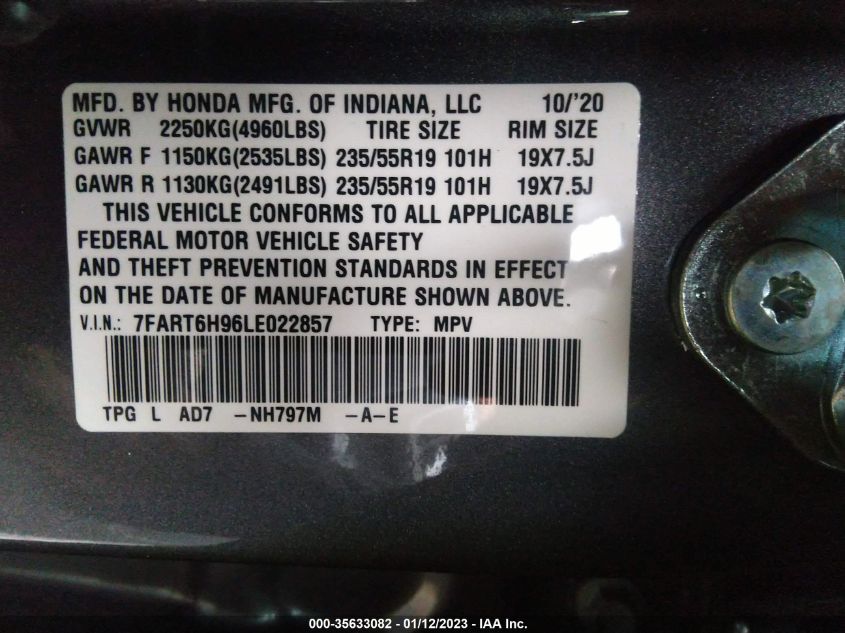 MFD. BY HONDA MFG. OF INDIANA, LLC 10/'20
GVWR 2250KG(4960LBS) TIRE SIZE RIM SIZE
GAWR F 1150KG(2535LBS) 235/55R19 101H 19X7.5J
GAWR R 1130KG(2491LBS) 235/55R19 101H 19X7.5J
THIS VEHICLE CONFORMS TO ALL APPLICABLE
FEDERAL MOTOR VEHICLE SAFETY
AND THEFT PREVENTION STANDARDS IN EFFECT
ON THE DATE OF MANUFACTURE SHOWN ABOVE.
V.I.N.: 7FART6H96LE022857 TYPE: MPV
TPG L AD7 -NH797M -A-E
000-35633082 - 01/12/2023 - IAA Inc.